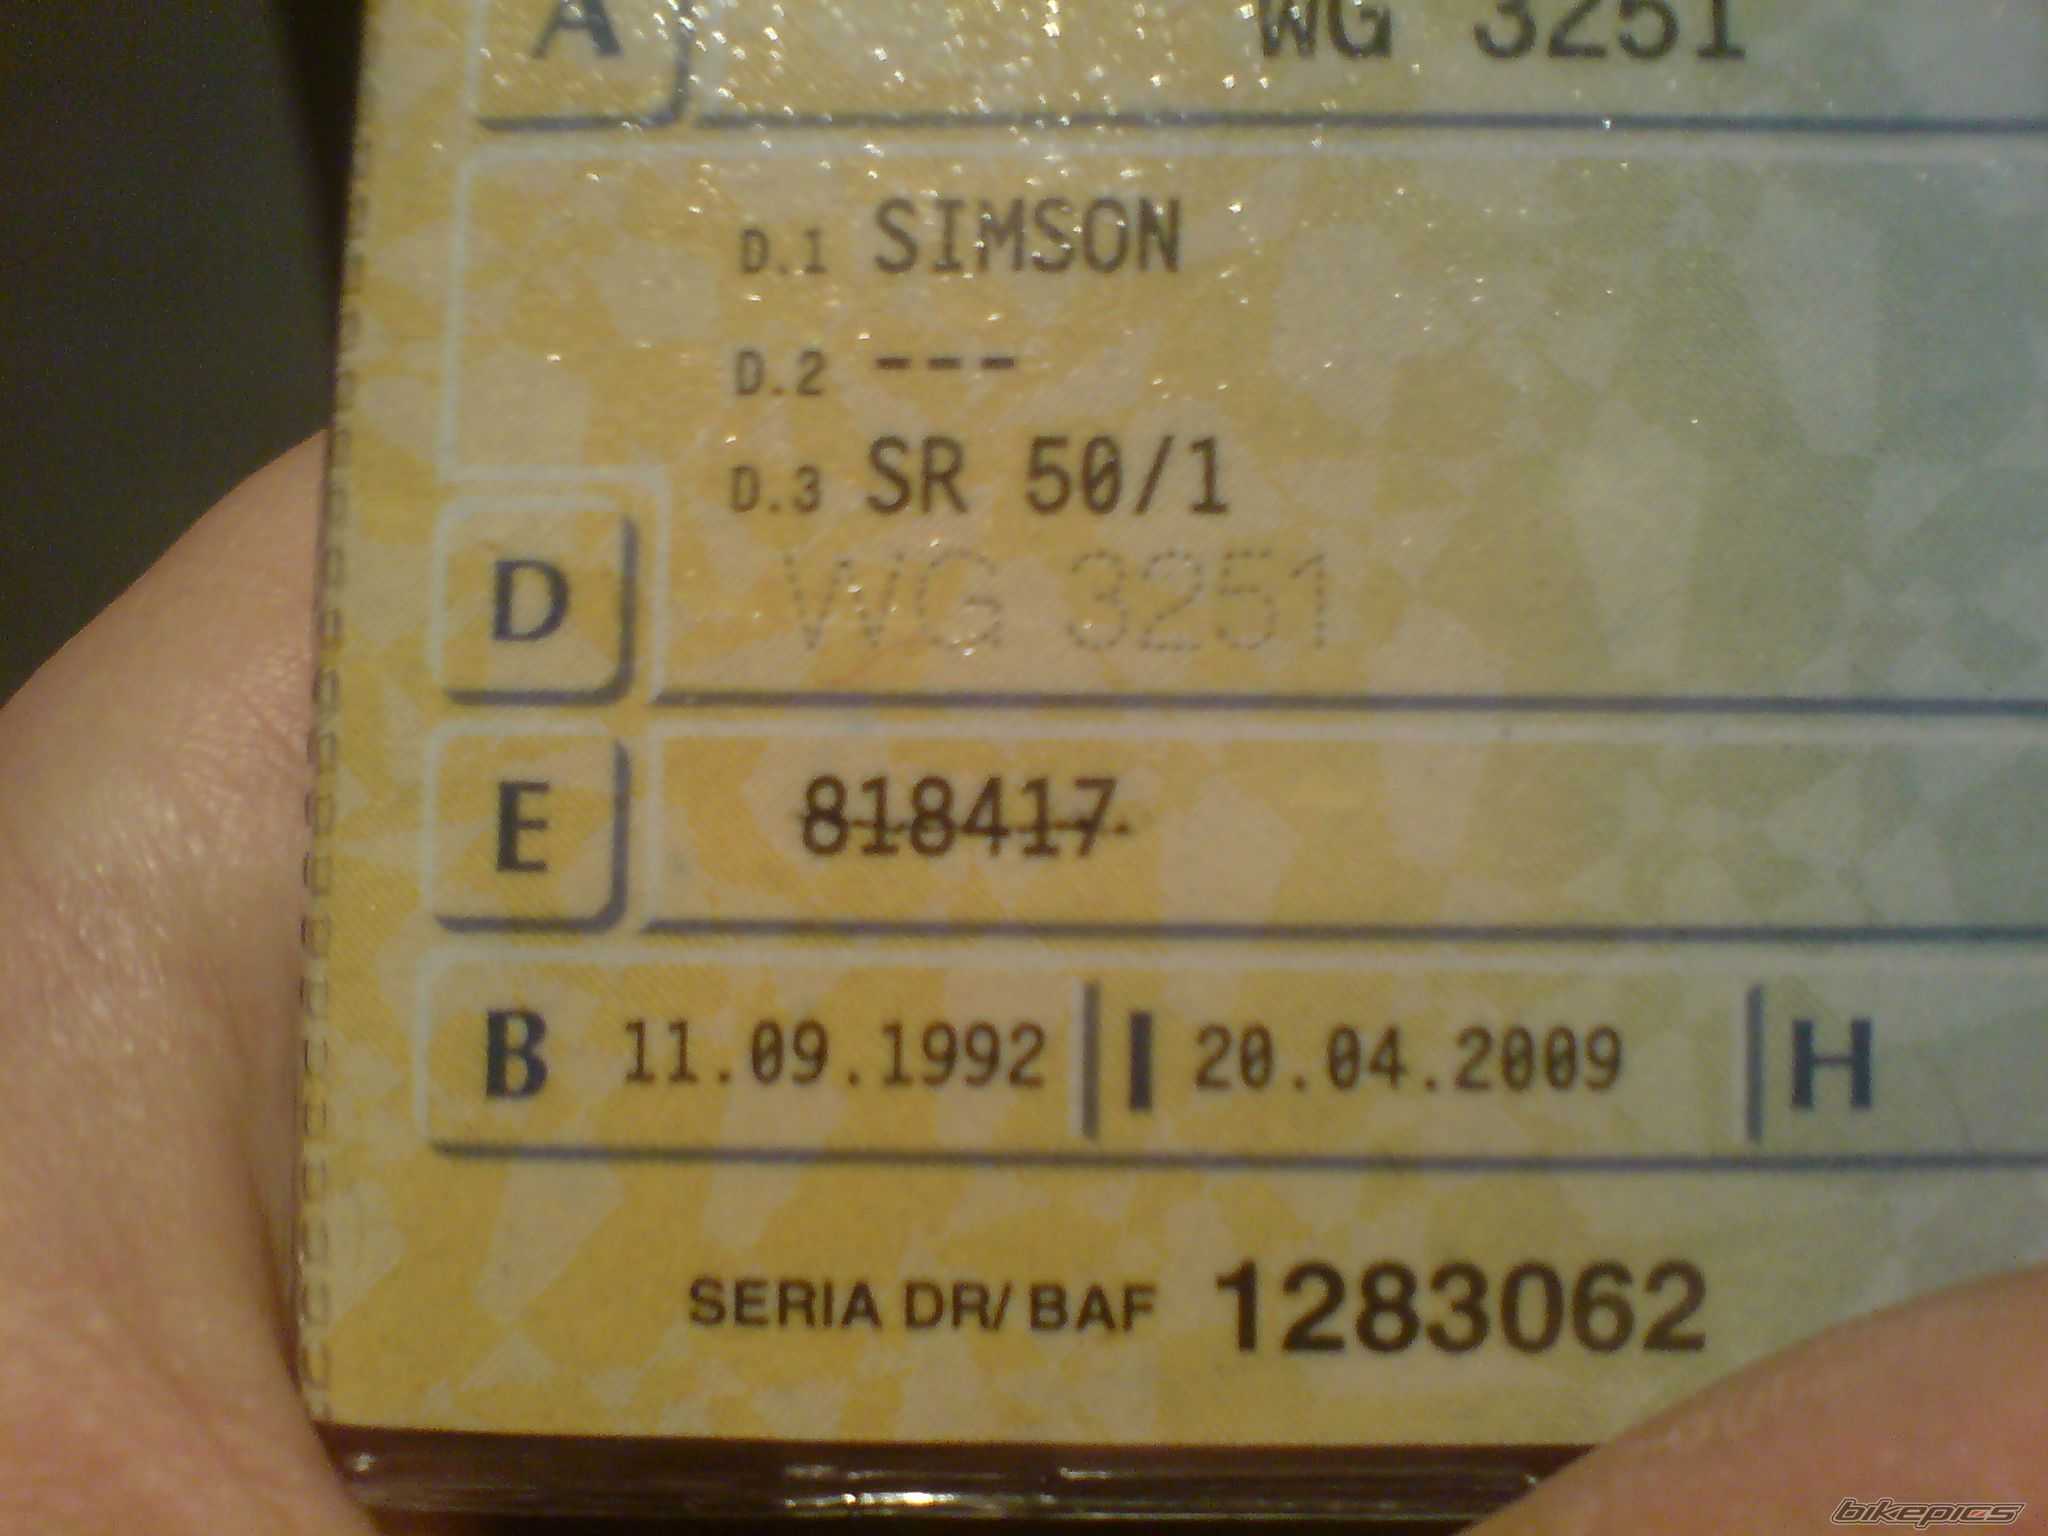 A WG 3251
D.1 SIMSON
D.2 ---
D.3 SR 50/1
D WG 3251
E 818417
B 11.09.1992 I 20.04.2009 H
SERIA DR/ BAF 1283062
bikepics